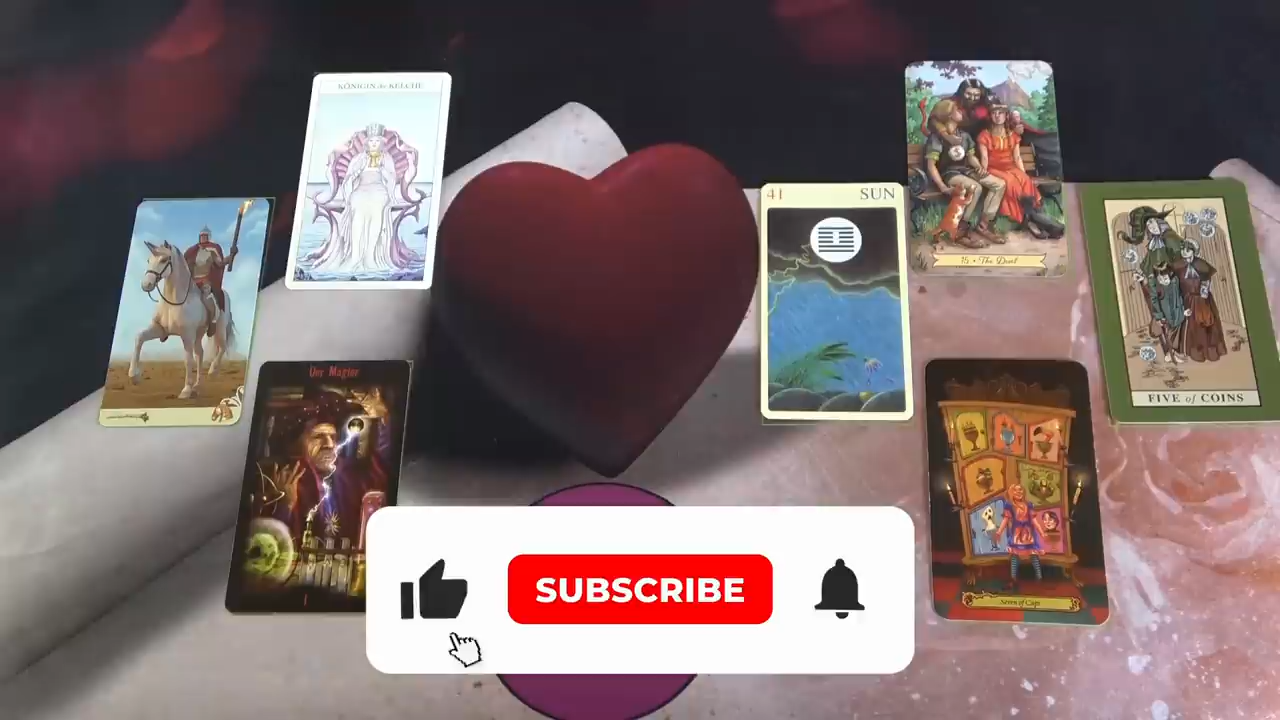 KÖNIGIN der KELCHE
41 SUN
15 • The Devil
FIVE of COINS
Der Magier
I
Seven of Cups
SUBSCRIBE